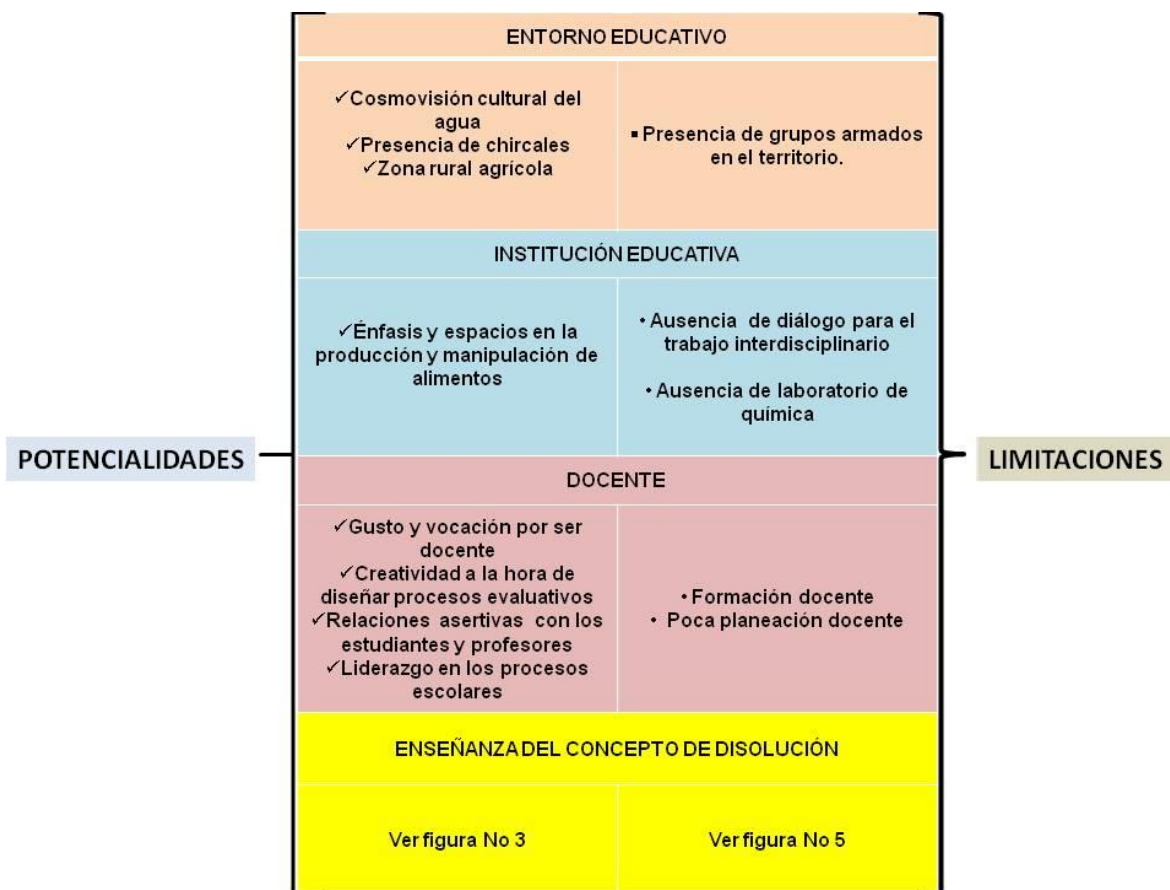 ENTORNO EDUCATIVO
✓Cosmovisión cultural del
agua
✓Presencia de chircales
✓Zona rural agrícola
▪ Presencia de grupos armados
en el territorio.
INSTITUCIÓN EDUCATIVA
✓Énfasis y espacios en la
producción y manipulación de
alimentos
• Ausencia de diálogo para el
trabajo interdisciplinario
• Ausencia de laboratorio de
química
POTENCIALIDADES
LIMITACIONES
DOCENTE
✓Gusto y vocación por ser
docente
✓Creatividad a la hora de
diseñar procesos evaluativos
✓Relaciones asertivas con los
estudiantes y profesores
✓Liderazgo en los procesos
escolares
• Formación docente
• Poca planeación docente
ENSEÑANZA DEL CONCEPTO DE DISOLUCIÓN
Ver figura No 3
Ver figura No 5